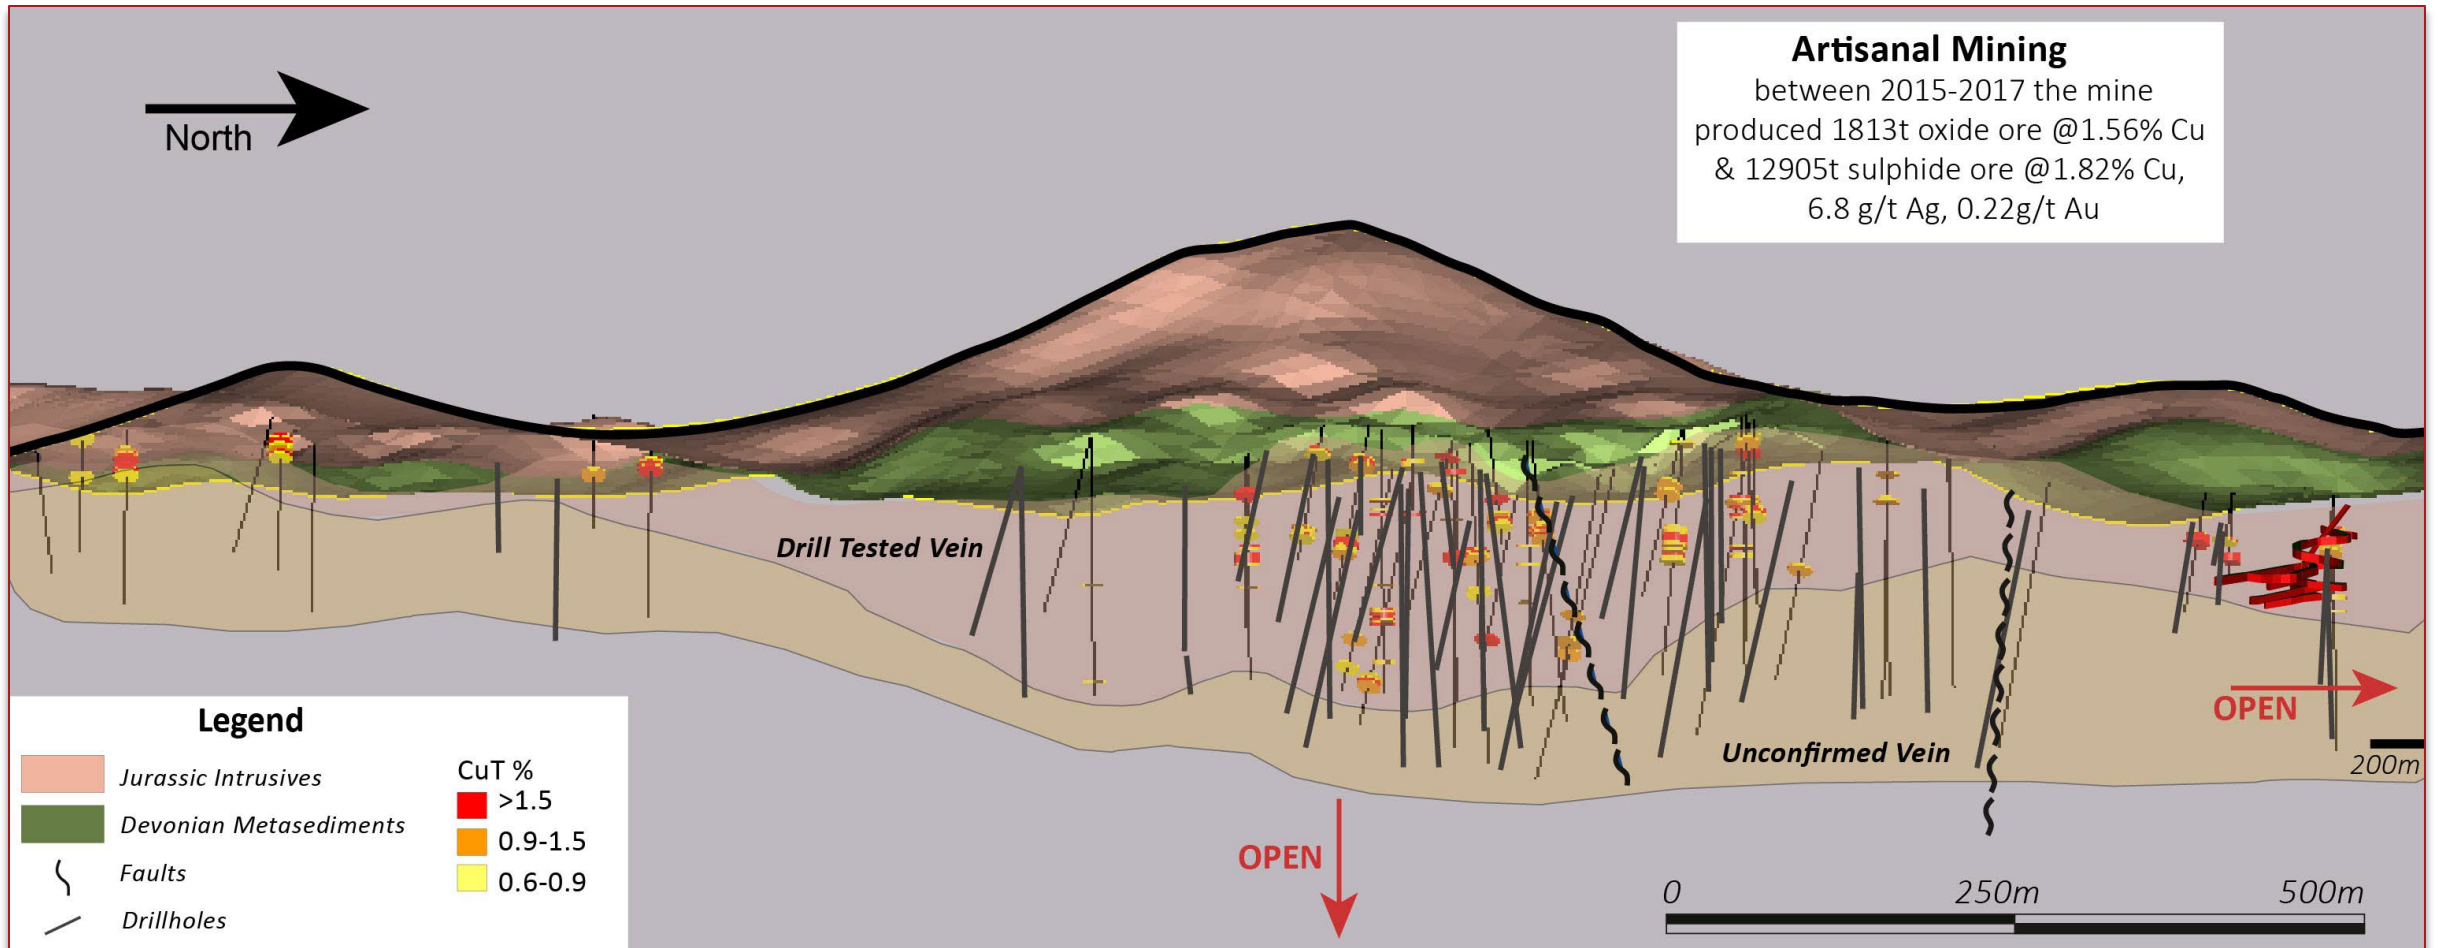 North
Artisanal Mining
between 2015-2017 the mine
produced 1813t oxide ore @1.56% Cu
& 12905t sulphide ore @1.82% Cu,
6.8 g/t Ag, 0.22g/t Au
Drill Tested Vein
Unconfirmed Vein
OPEN
200m
OPEN
Legend
Jurassic Intrusives
Devonian Metasediments
Faults
Drillholes
CuT %
>1.5
0.9-1.5
0.6-0.9
0 250m 500m